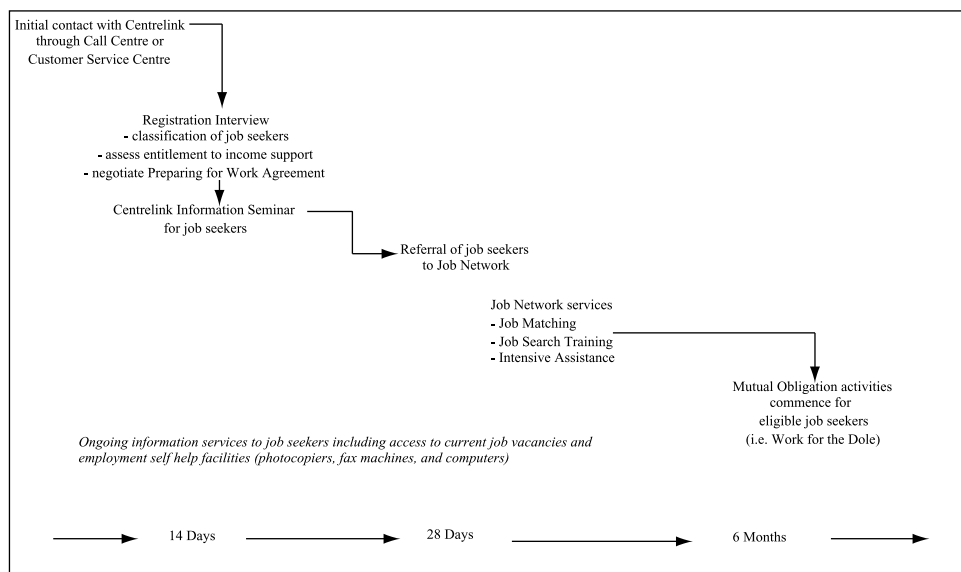 Initial contact with Centrelink
through Call Centre or
Customer Service Centre
Registration Interview
- classification of job seekers
- assess entitlement to income support
- negotiate Preparing for Work Agreement
Centrelink Information Seminar
for job seekers
Referral of job seekers
to Job Network
Job Network services
- Job Matching
- Job Search Training
- Intensive Assistance
Mutual Obligation activities
commence for
eligible job seekers
(i.e. Work for the Dole)
Ongoing information services to job seekers including access to current job vacancies and
employment self help facilities (photocopiers, fax machines, and computers)
14 Days 28 Days 6 Months